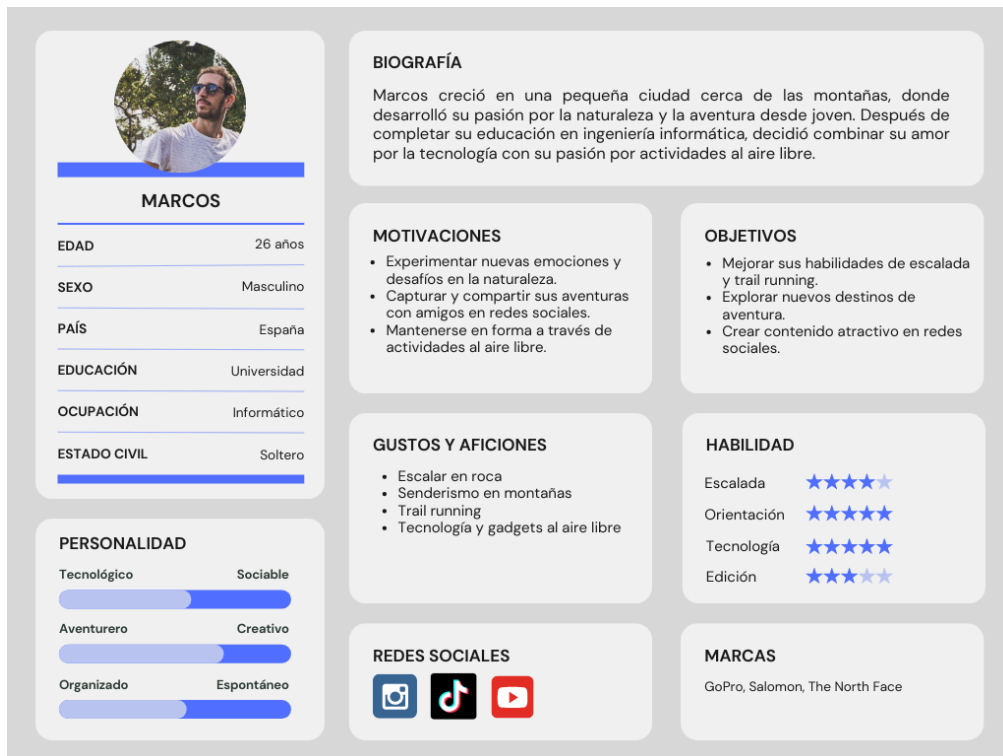 MARCOS
EDAD 26 años
SEXO Masculino
PAÍS España
EDUCACIÓN Universidad
OCUPACIÓN Informático
ESTADO CIVIL Soltero
PERSONALIDAD
Tecnológico Sociable
Aventurero Creativo
Organizado Espontáneo
BIOGRAFÍA
Marcos creció en una pequeña ciudad cerca de las montañas, donde
desarrolló su pasión por la naturaleza y la aventura desde joven. Después de
completar su educación en ingeniería informática, decidió combinar su amor
por la tecnología con su pasión por actividades al aire libre.
MOTIVACIONES
• Experimentar nuevas emociones y
desafíos en la naturaleza.
• Capturar y compartir sus aventuras
con amigos en redes sociales.
• Mantenerse en forma a través de
actividades al aire libre.
OBJETIVOS
• Mejorar sus habilidades de escalada
y trail running.
• Explorar nuevos destinos de
aventura.
• Crear contenido atractivo en redes
sociales.
GUSTOS Y AFICIONES
• Escalar en roca
• Senderismo en montañas
• Trail running
• Tecnología y gadgets al aire libre
HABILIDAD
Escalada
Orientación
Tecnología
Edición
REDES SOCIALES
MARCAS
GoPro, Salomon, The North Face